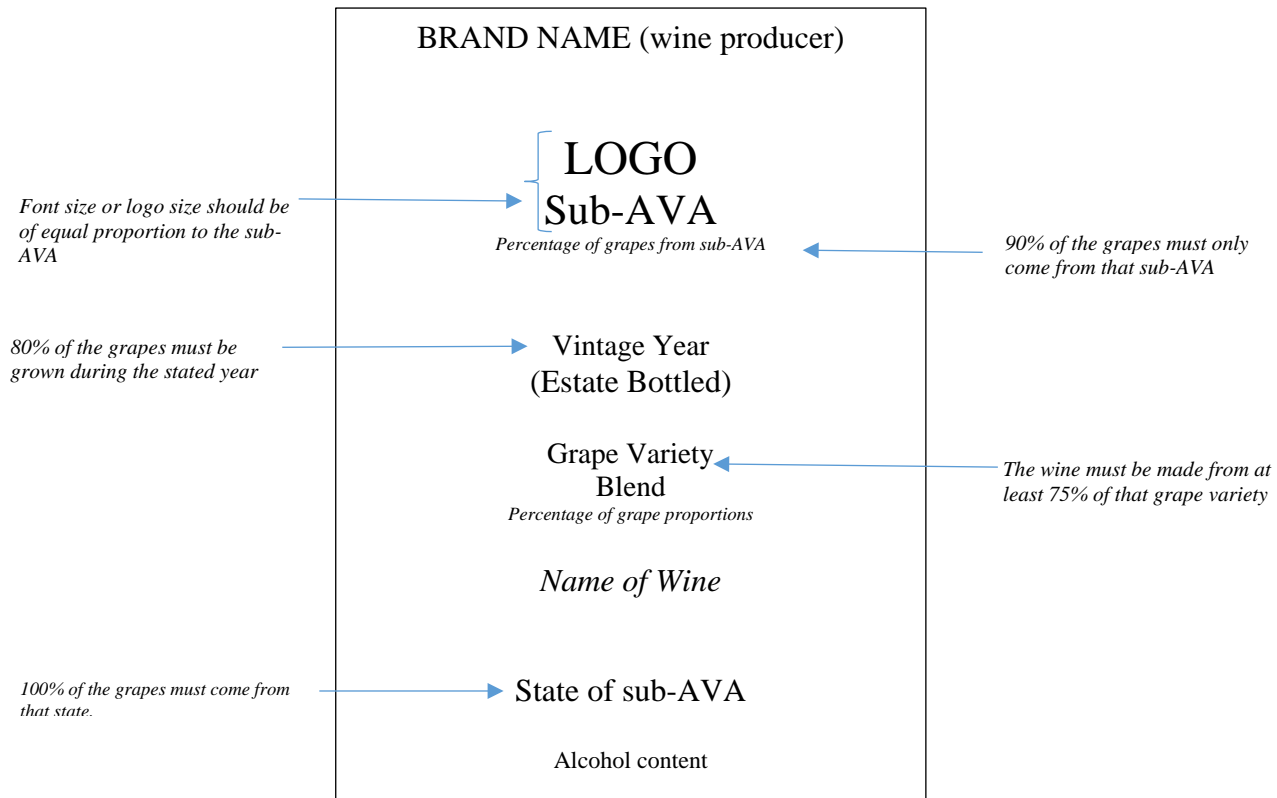 BRAND NAME (wine producer)
LOGO
Sub-AVA
Percentage of grapes from sub-AVA
Font size or logo size should be
of equal proportion to the sub-
AVA
90% of the grapes must only
come from that sub-AVA
80% of the grapes must be
grown during the stated year
Vintage Year
(Estate Bottled)
Grape Variety
Blend
Percentage of grape proportions
The wine must be made from at
least 75% of that grape variety
Name of Wine
100% of the grapes must come from
that state.
State of sub-AVA
Alcohol content